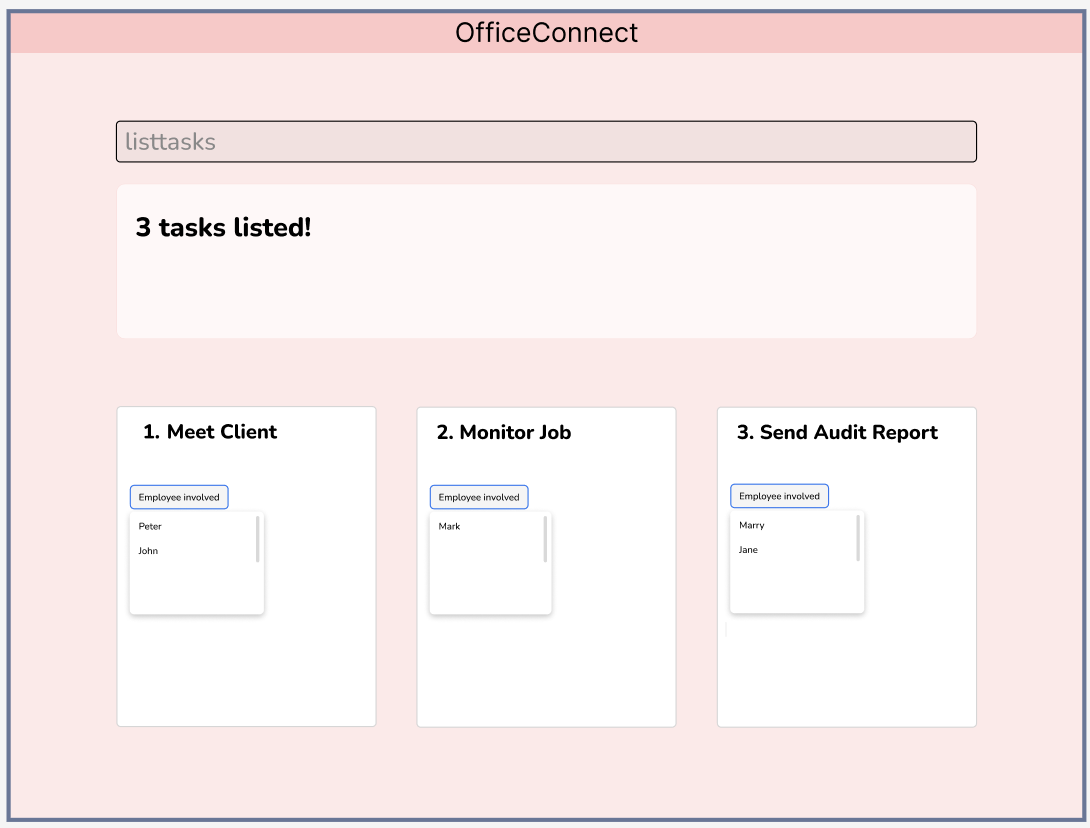 OfficeConnect
listtasks
3 tasks listed!
1. Meet Client
Employee involved
Peter
John
2. Monitor Job
Employee involved
Mark
3. Send Audit Report
Employee involved
Marry
Jane